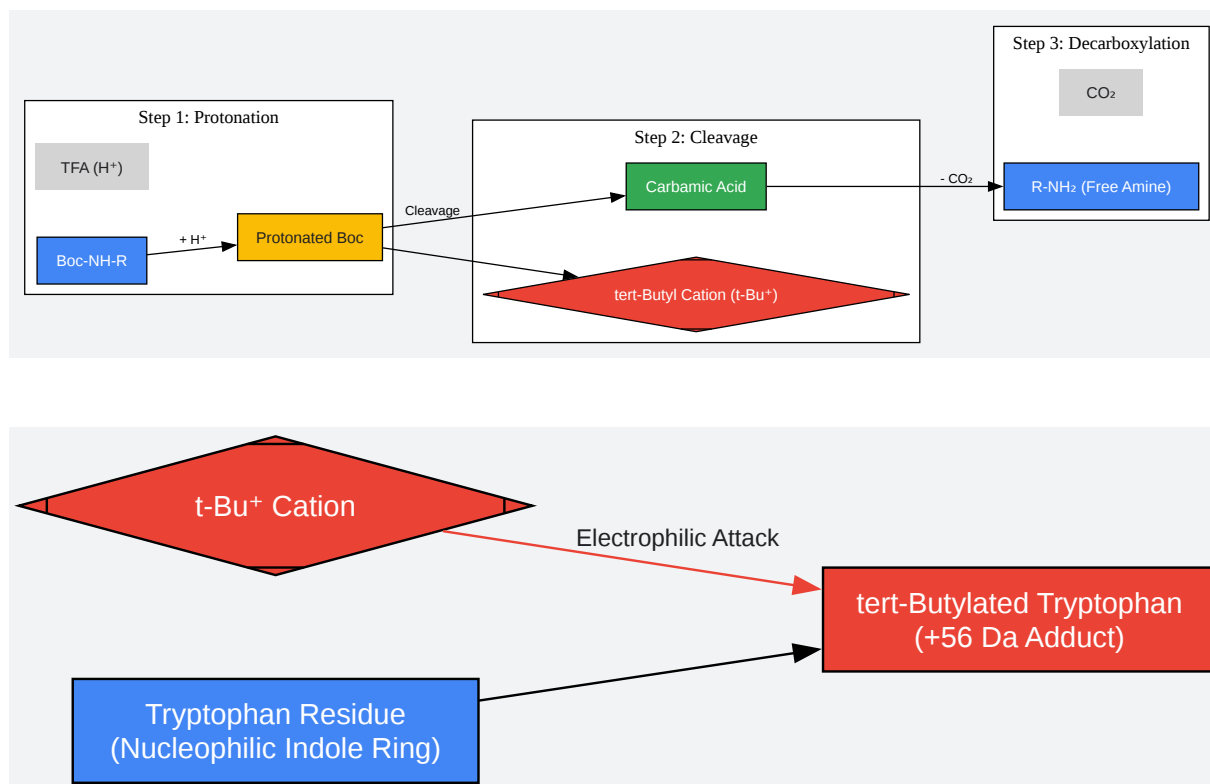 Step 1: Protonation
TFA (H⁺)
Boc-NH-R
+ H⁺
Protonated Boc
Cleavage
Step 2: Cleavage
Carbamic Acid
tert-Butyl Cation (t-Bu⁺)
- CO₂
Step 3: Decarboxylation
CO₂
R-NH₂ (Free Amine)
t-Bu⁺ Cation
Electrophilic Attack
tert-Butylated Tryptophan
(+56 Da Adduct)
Tryptophan Residue
(Nucleophilic Indole Ring)